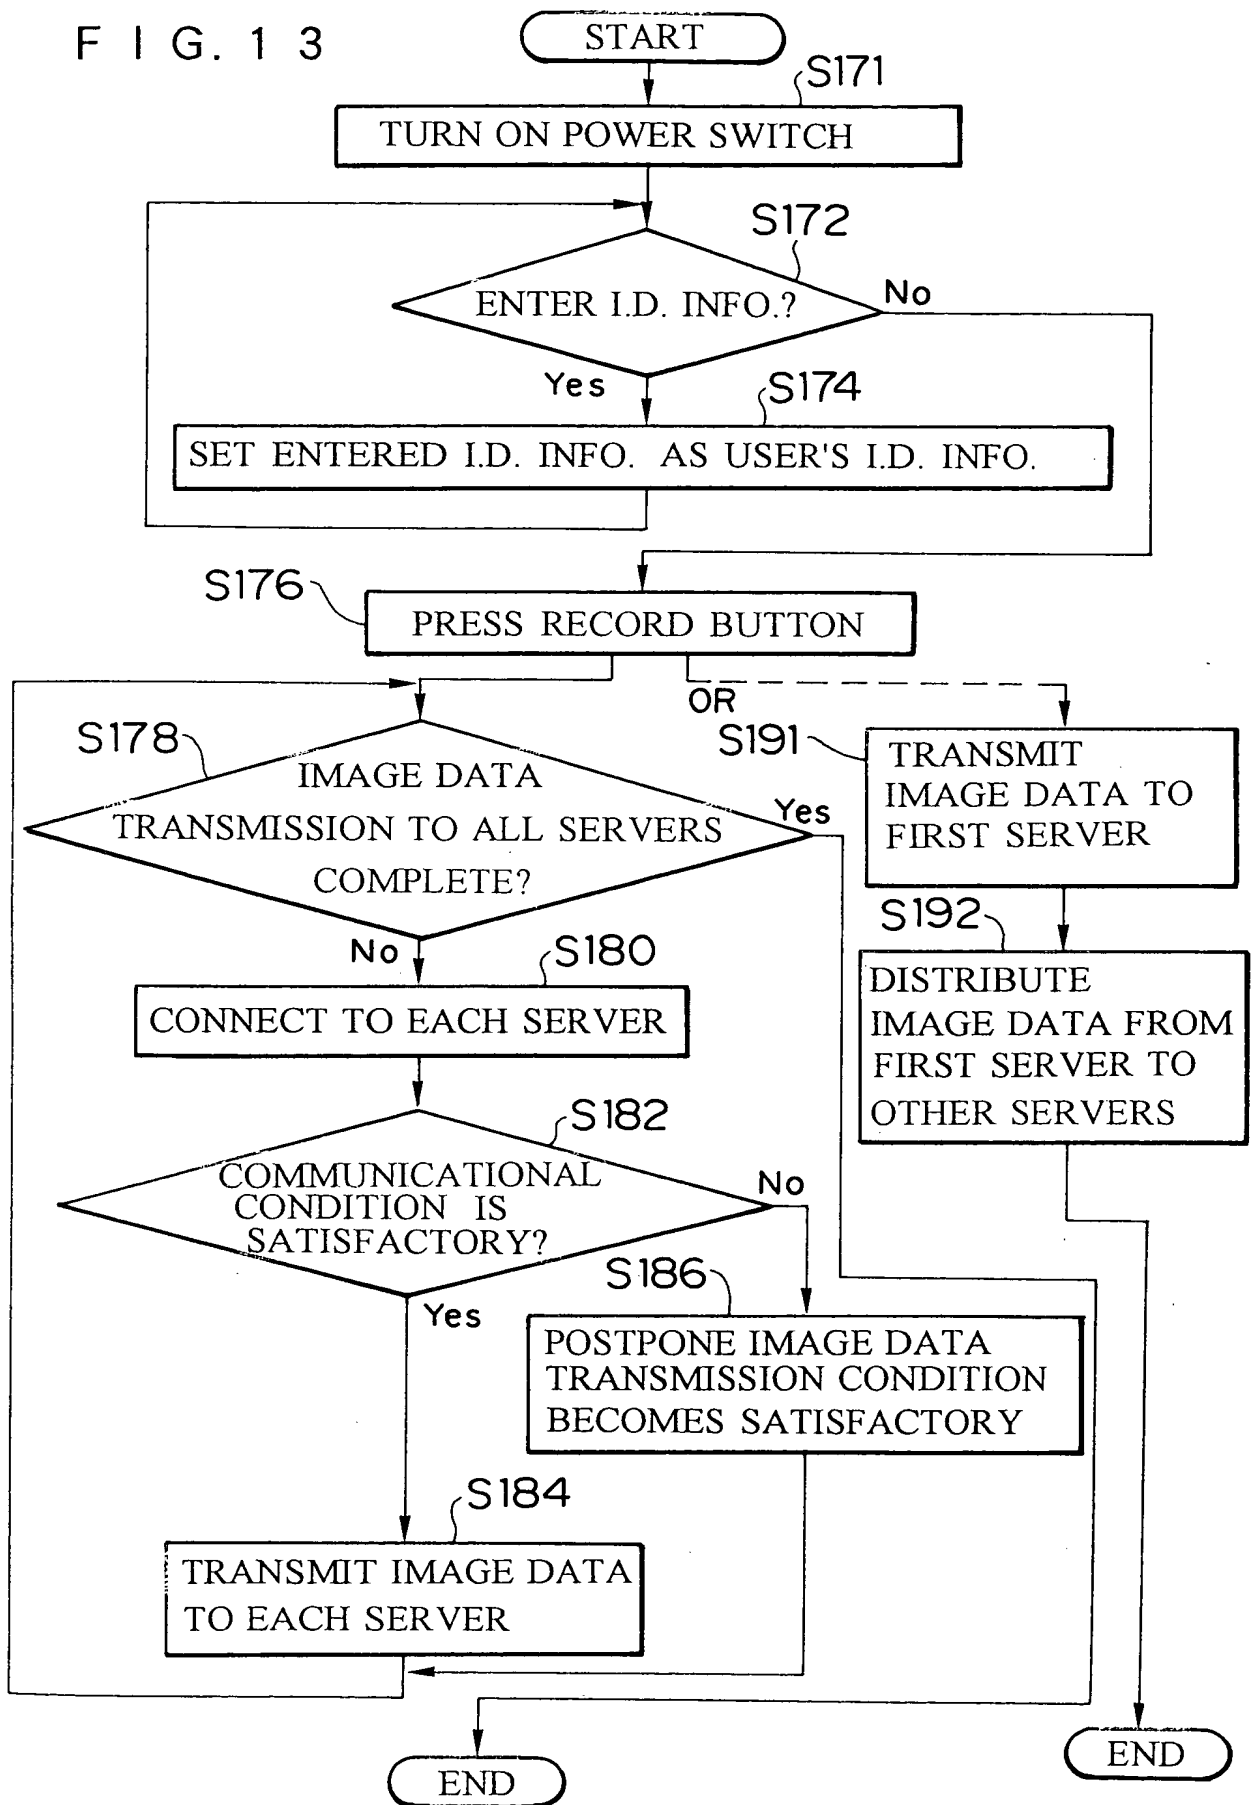 FIG. 13
START
S171
TURN ON POWER SWITCH
S172
ENTER I.D. INFO.?
No
Yes
S174
SET ENTERED I.D. INFO. AS USER'S I.D. INFO.
S176
PRESS RECORD BUTTON
OR
S178
IMAGE DATA
TRANSMISSION TO ALL SERVERS
COMPLETE?
Yes
No
S191
TRANSMIT
IMAGE DATA TO
FIRST SERVER
S180
CONNECT TO EACH SERVER
S192
DISTRIBUTE
IMAGE DATA FROM
FIRST SERVER TO
OTHER SERVERS
S182
COMMUNICATIONAL
CONDITION IS
SATISFACTORY?
No
Yes
S186
POSTPONE IMAGE DATA
TRANSMISSION CONDITION
BECOMES SATISFACTORY
S184
TRANSMIT IMAGE DATA
TO EACH SERVER
END
END